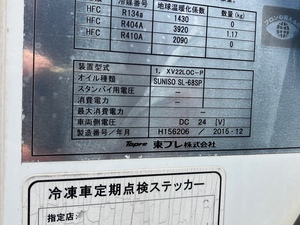 冷媒番号 地球温暖化係数 数量(kg)
HFC R134a 1430 0
HFC R404A 3920 1.17
HFC R410A 2090 0
装置型式 1. XV22LOC-P
オイル種類 SUNISO SL-68SP
スタンバイ用電圧 -
消費電力 -
最大消費電力 -
車両側電圧 DC 24 [V]
製造番号/年月 H156206 / 2015-12
Topre 東プレ株式会社
冷凍車定期点検ステッカー
指定店